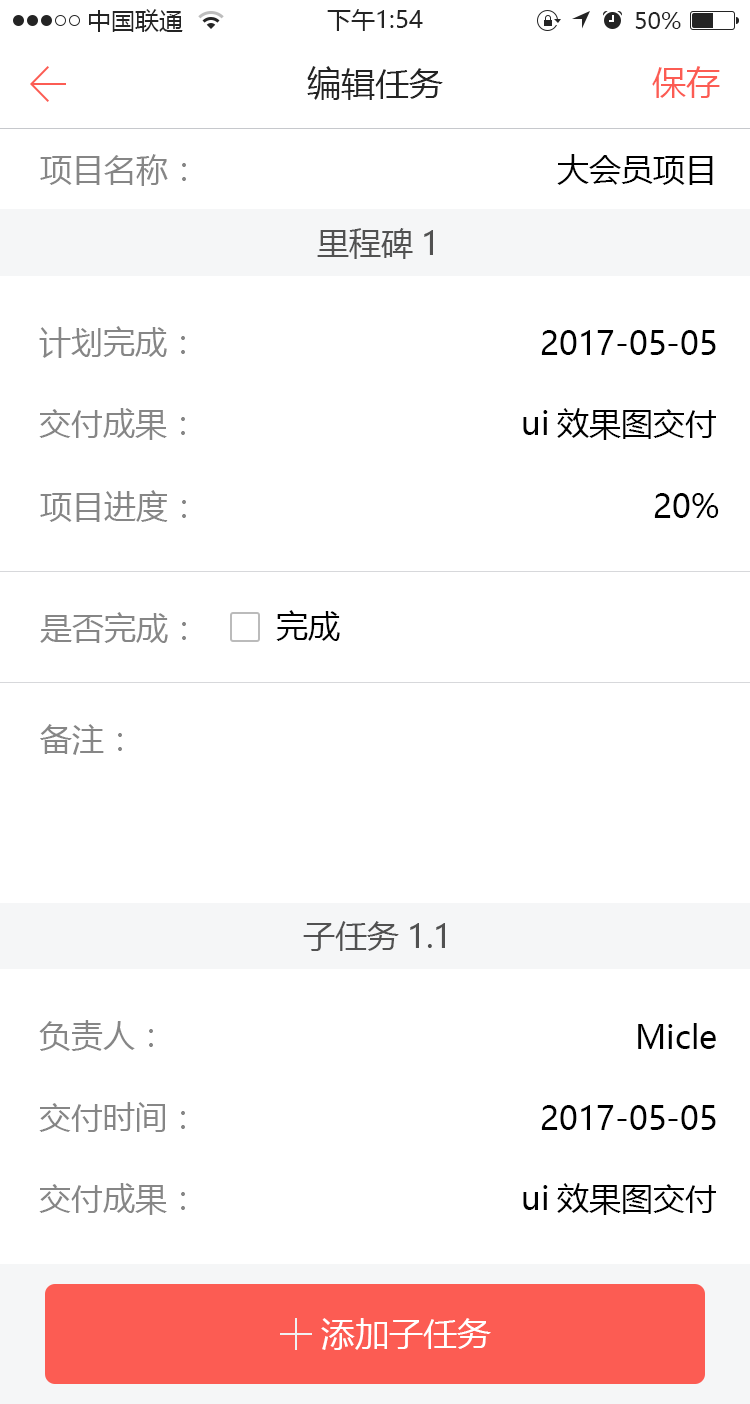 中国联通 下午1:54 50%
编辑任务 保存
项目名称： 大会员项目
里程碑 1
计划完成： 2017-05-05
交付成果： ui 效果图交付
项目进度： 20%
是否完成： 完成
备注：
子任务 1.1
负责人： Micle
交付时间： 2017-05-05
交付成果： ui 效果图交付
＋添加子任务